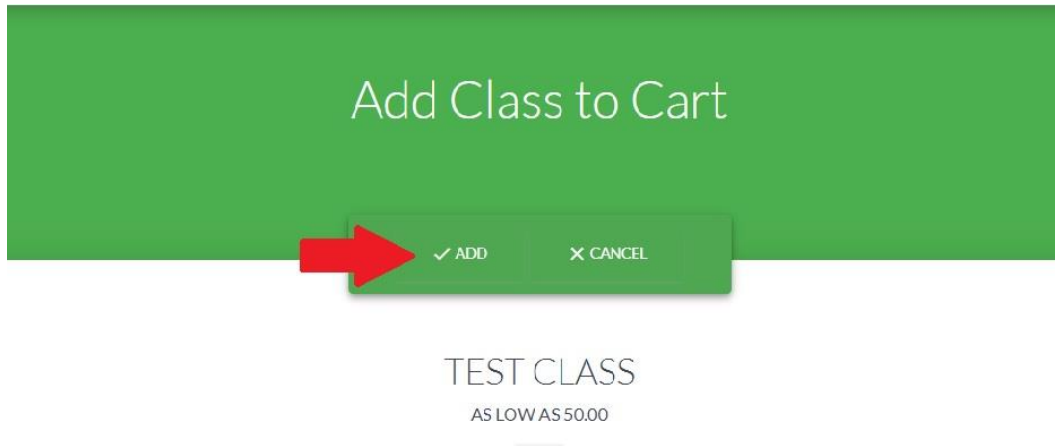 Add Class to Cart
✓ ADD ✕ CANCEL
TEST CLASS
AS LOW AS 50.00